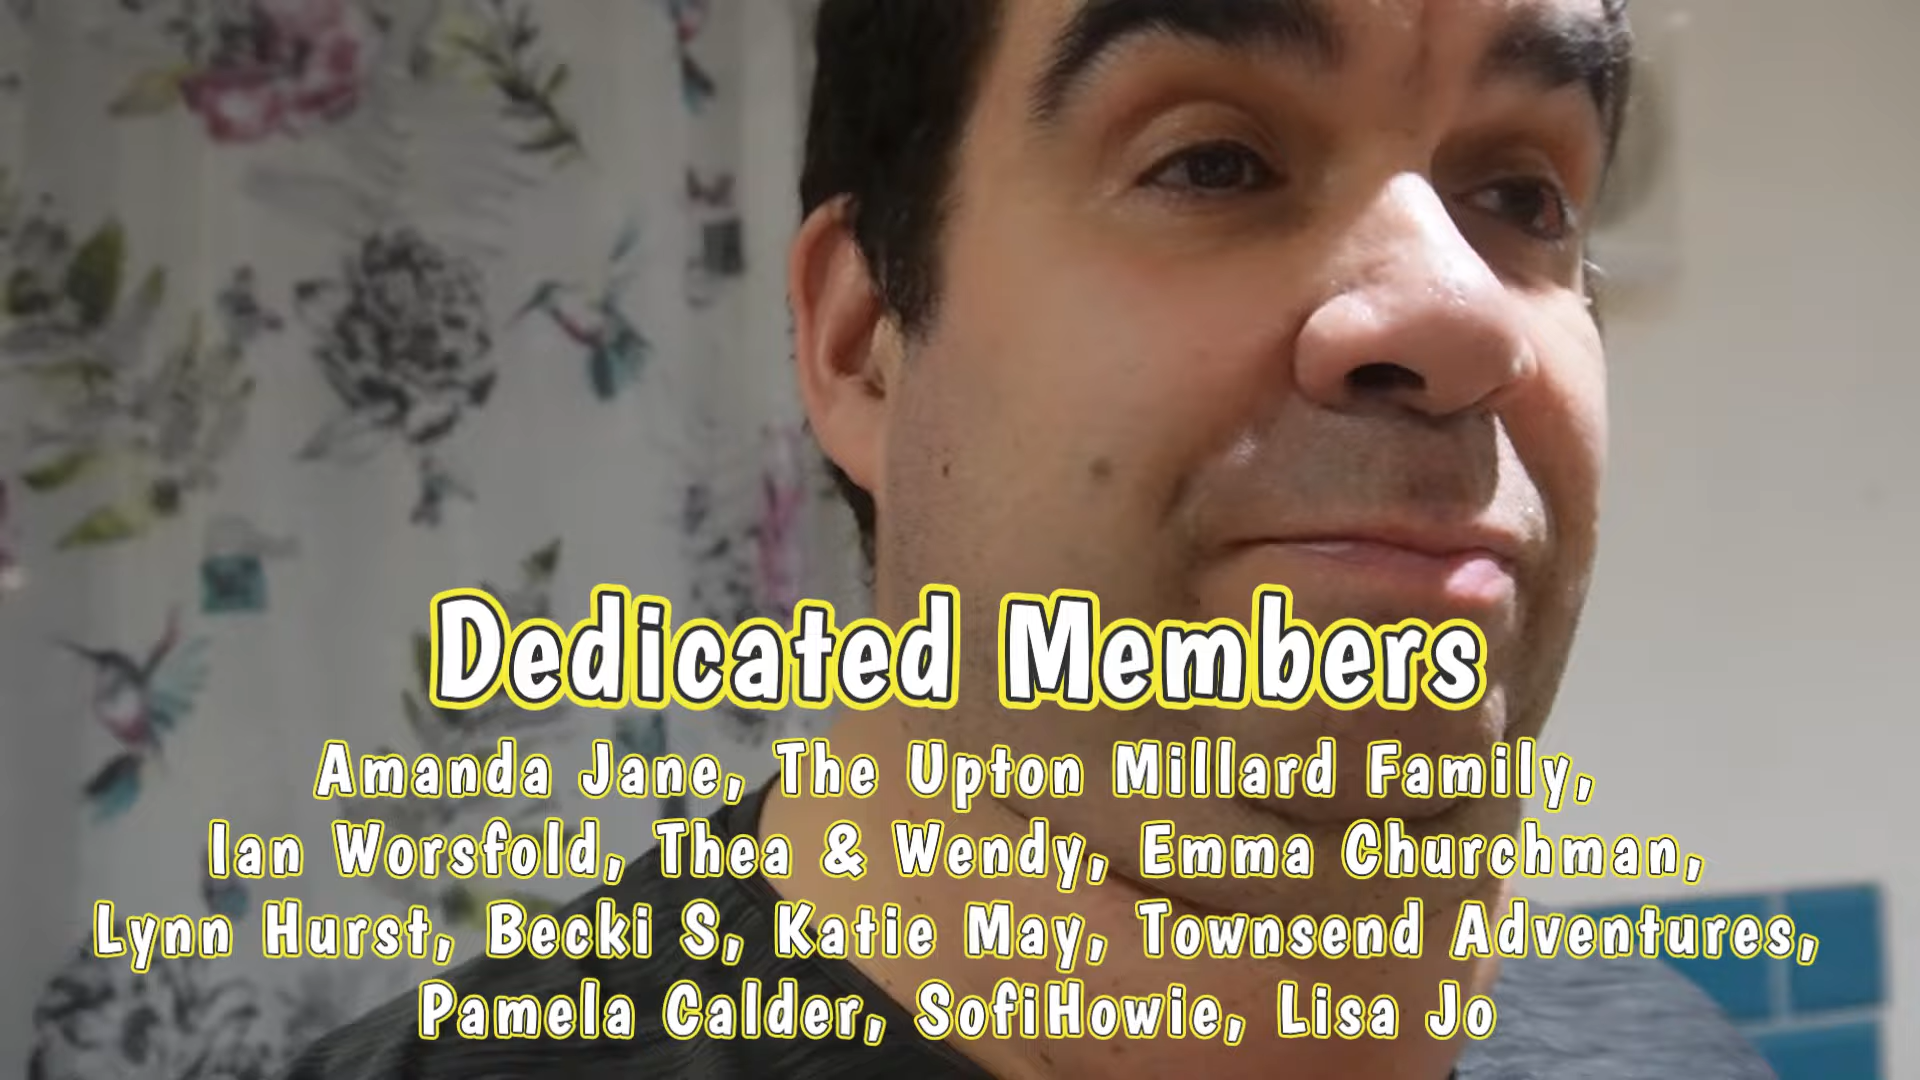 Dedicated Members
Amanda Jane, The Upton Millard Family,
Ian Worsfold, Thea & Wendy, Emma Churchman,
Lynn Hurst, Becki S, Katie May, Townsend Adventures,
Pamela Calder, SofiHowie, Lisa Jo